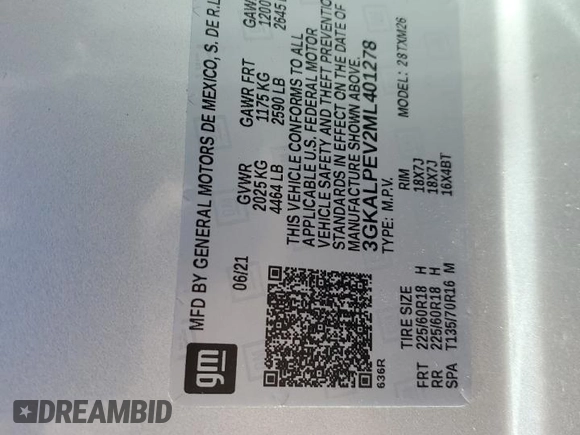 gm
MFD BY GENERAL MOTORS DE MEXICO, S. DE R.L
06/21
GVWR
2025 KG
4464 LB
GAWR FRT
1175 KG
2590 LB
GAW
1200
2645
THIS VEHICLE CONFORMS TO ALL
APPLICABLE U.S. FEDERAL MOTOR
VEHICLE SAFETY AND THEFT PREVENTION
STANDARDS IN EFFECT ON THE DATE OF
MANUFACTURE SHOWN ABOVE.
3GKALPEV2ML401278
TYPE: M.P.V.
MODEL: 28TXM26
636R
TIRE SIZE RIM
FRT 225/60R18 H 18X7J
RR 225/60R18 H 18X7J
SPA T135/70R16 M 16X4BT
DREAMBID